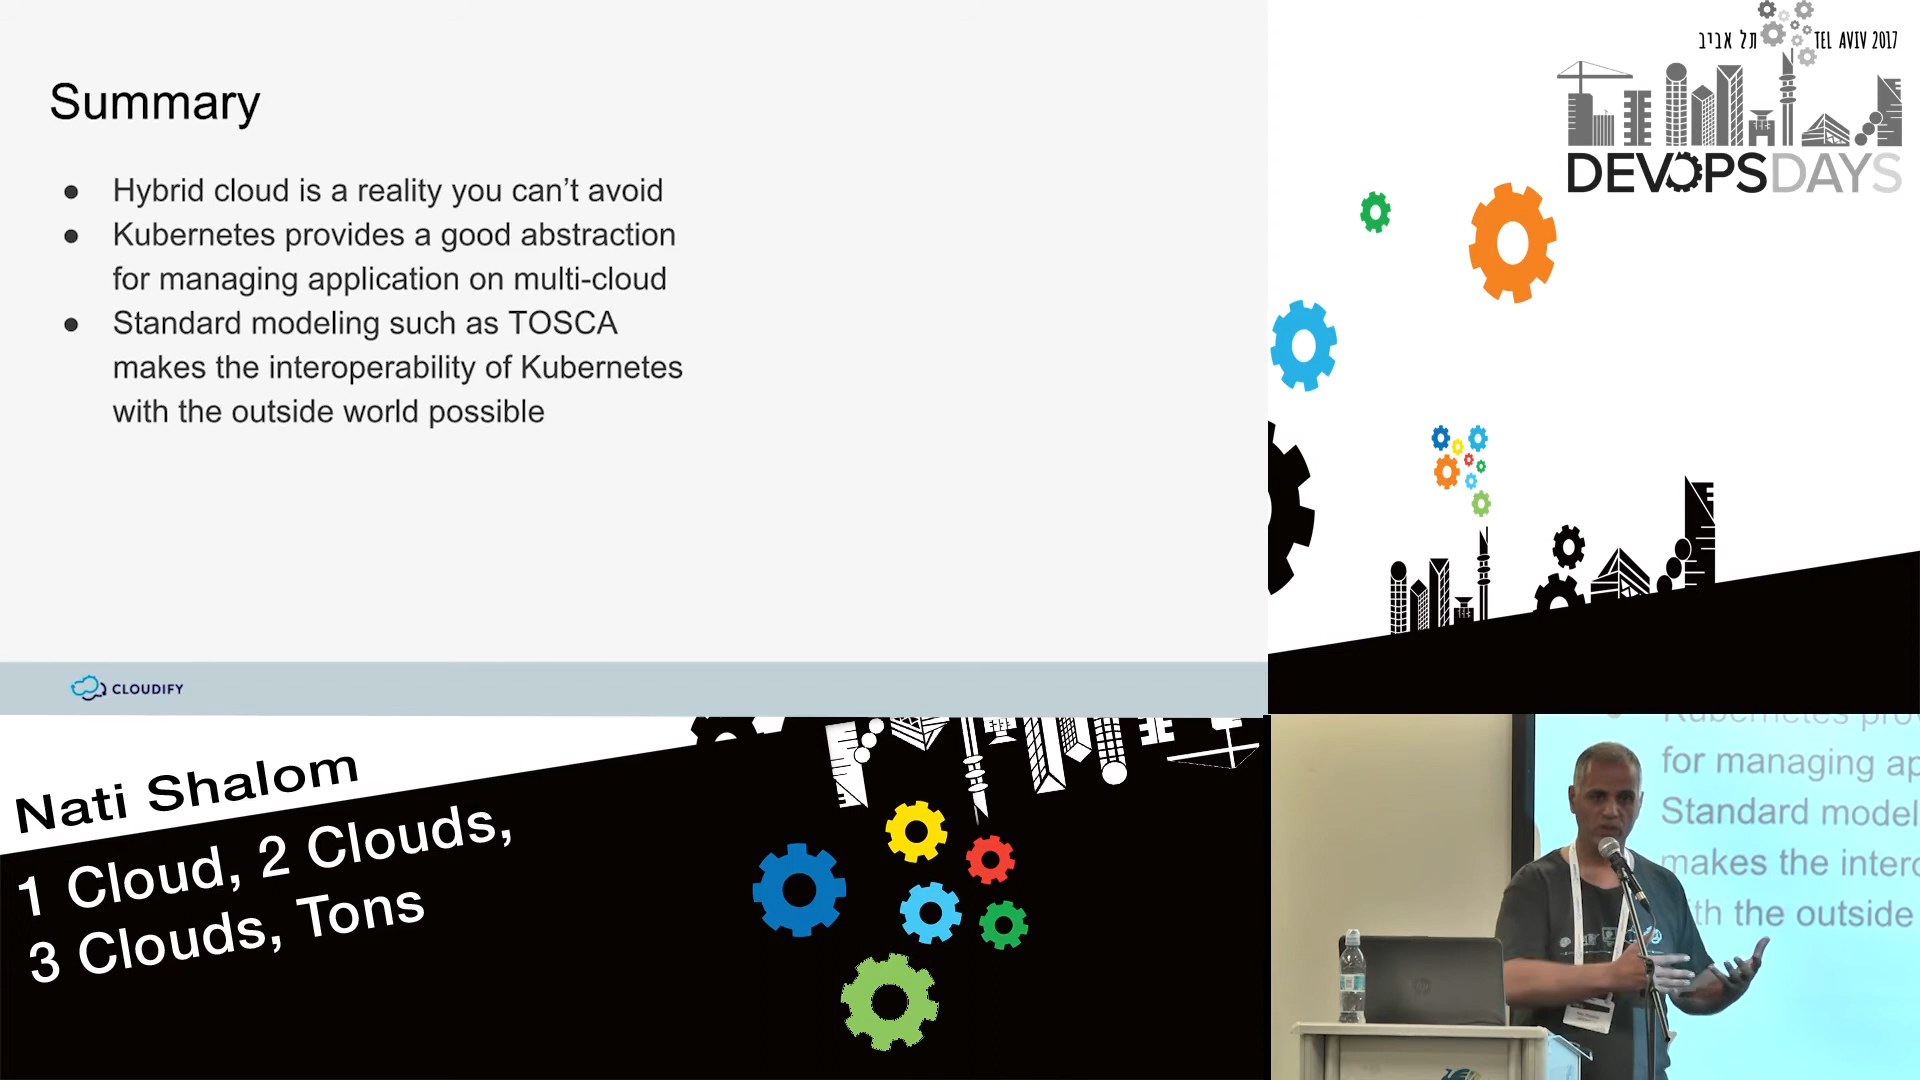 Summary
● Hybrid cloud is a reality you can’t avoid
● Kubernetes provides a good abstraction
for managing application on multi-cloud
● Standard modeling such as TOSCA
makes the interoperability of Kubernetes
with the outside world possible
CLOUDIFY
תל אביב TEL AVIV 2017
DEVOPSDAYS
Nati Shalom
1 Cloud, 2 Clouds,
3 Clouds, Tons
Kubernetes prov
for managing ap
Standard model
makes the interc
th the outside